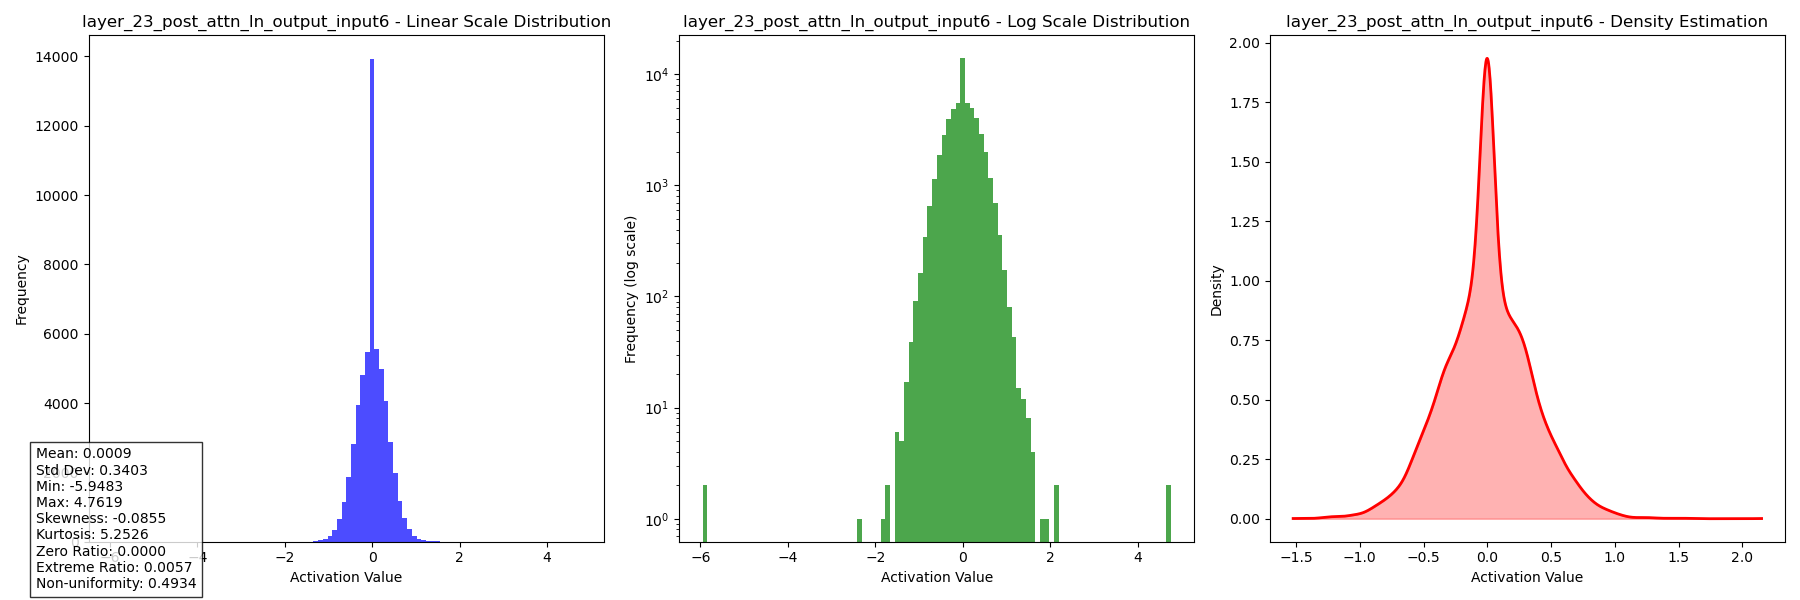 layer_23_post_attn_ln_output_input6 - Linear Scale Distribution
14000
12000
10000
8000
6000
4000
Frequency
−4
−2
0
2
4
Activation Value
Mean: 0.0009
Std Dev: 0.3403
Min: -5.9483
Max: 4.7619
Skewness: -0.0855
Kurtosis: 5.2526
Zero Ratio: 0.0000
Extreme Ratio: 0.0057
Non-uniformity: 0.4934
layer_23_post_attn_ln_output_input6 - Log Scale Distribution
10⁴
10³
10²
10¹
10⁰
Frequency (log scale)
−6
−4
−2
0
2
4
Activation Value
layer_23_post_attn_ln_output_input6 - Density Estimation
2.00
1.75
1.50
1.25
1.00
0.75
0.50
0.25
0.00
Density
−1.5
−1.0
−0.5
0.0
0.5
1.0
1.5
2.0
Activation Value